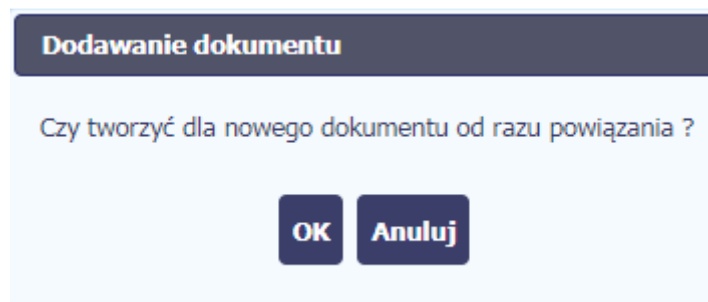 Dodawanie dokumentu
Czy tworzyć dla nowego dokumentu od razu powiązania ?
OK Anuluj